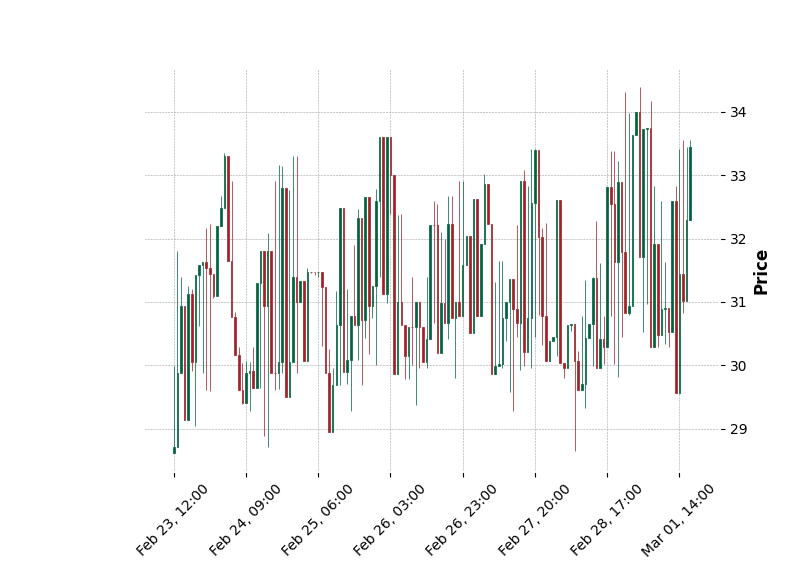 34
33
32
31
30
29
Price
Feb 23, 12:00
Feb 24, 09:00
Feb 25, 06:00
Feb 26, 03:00
Feb 26, 23:00
Feb 27, 20:00
Feb 28, 17:00
Mar 01, 14:00